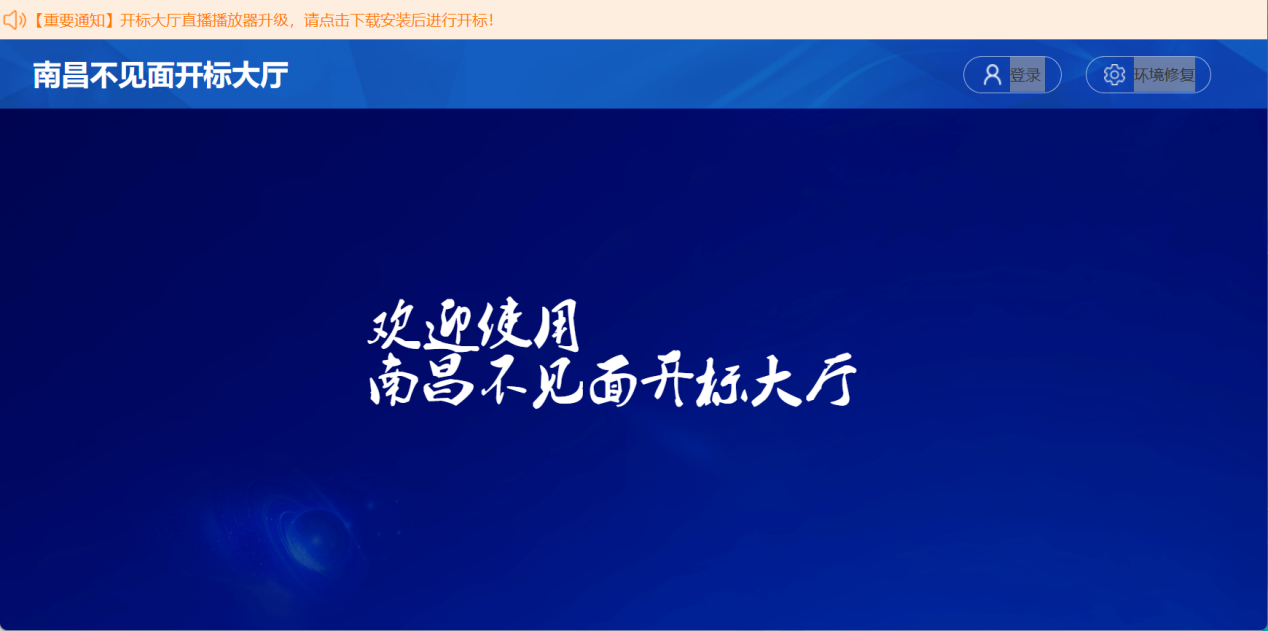 【重要通知】开标大厅直播播放器升级，请点击下载安装后进行开标！
南昌不见面开标大厅
登录
环境修复
欢迎使用
南昌不见面开标大厅